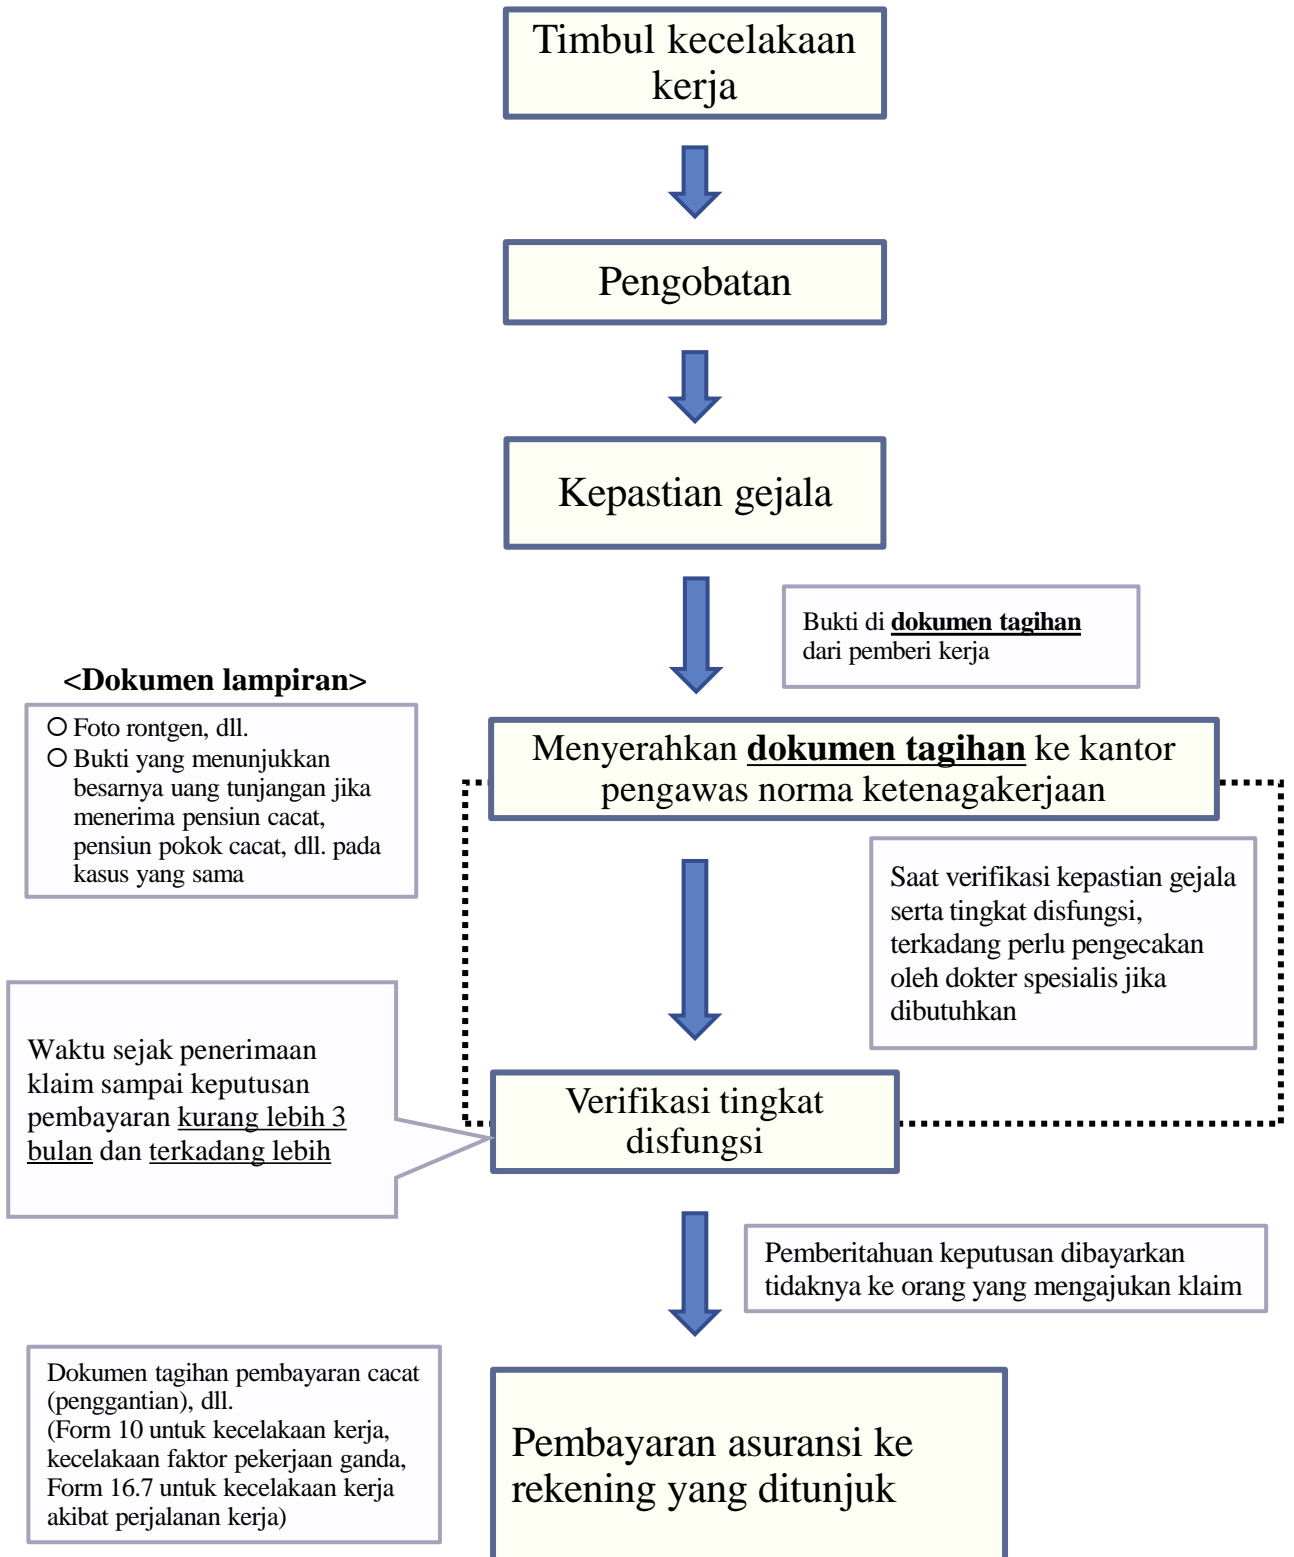 Timbul kecelakaan
kerja
Pengobatan
Kepastian gejala
Bukti di dokumen tagihan
dari pemberi kerja
<Dokumen lampiran>
○ Foto rontgen, dll.
○ Bukti yang menunjukkan
besarnya uang tunjangan jika
menerima pensiun cacat,
pensiun pokok cacat, dll. pada
kasus yang sama
Menyerahkan dokumen tagihan ke kantor
pengawas norma ketenagakerjaan
Saat verifikasi kepastian gejala
serta tingkat disfungsi,
terkadang perlu pengecakan
oleh dokter spesialis jika
dibutuhkan
Waktu sejak penerimaan
klaim sampai keputusan
pembayaran kurang lebih 3
bulan dan terkadang lebih
Verifikasi tingkat
disfungsi
Pemberitahuan keputusan dibayarkan
tidaknya ke orang yang mengajukan klaim
Dokumen tagihan pembayaran cacat
(penggantian), dll.
(Form 10 untuk kecelakaan kerja,
kecelakaan faktor pekerjaan ganda,
Form 16.7 untuk kecelakaan kerja
akibat perjalanan kerja)
Pembayaran asuransi ke
rekening yang ditunjuk